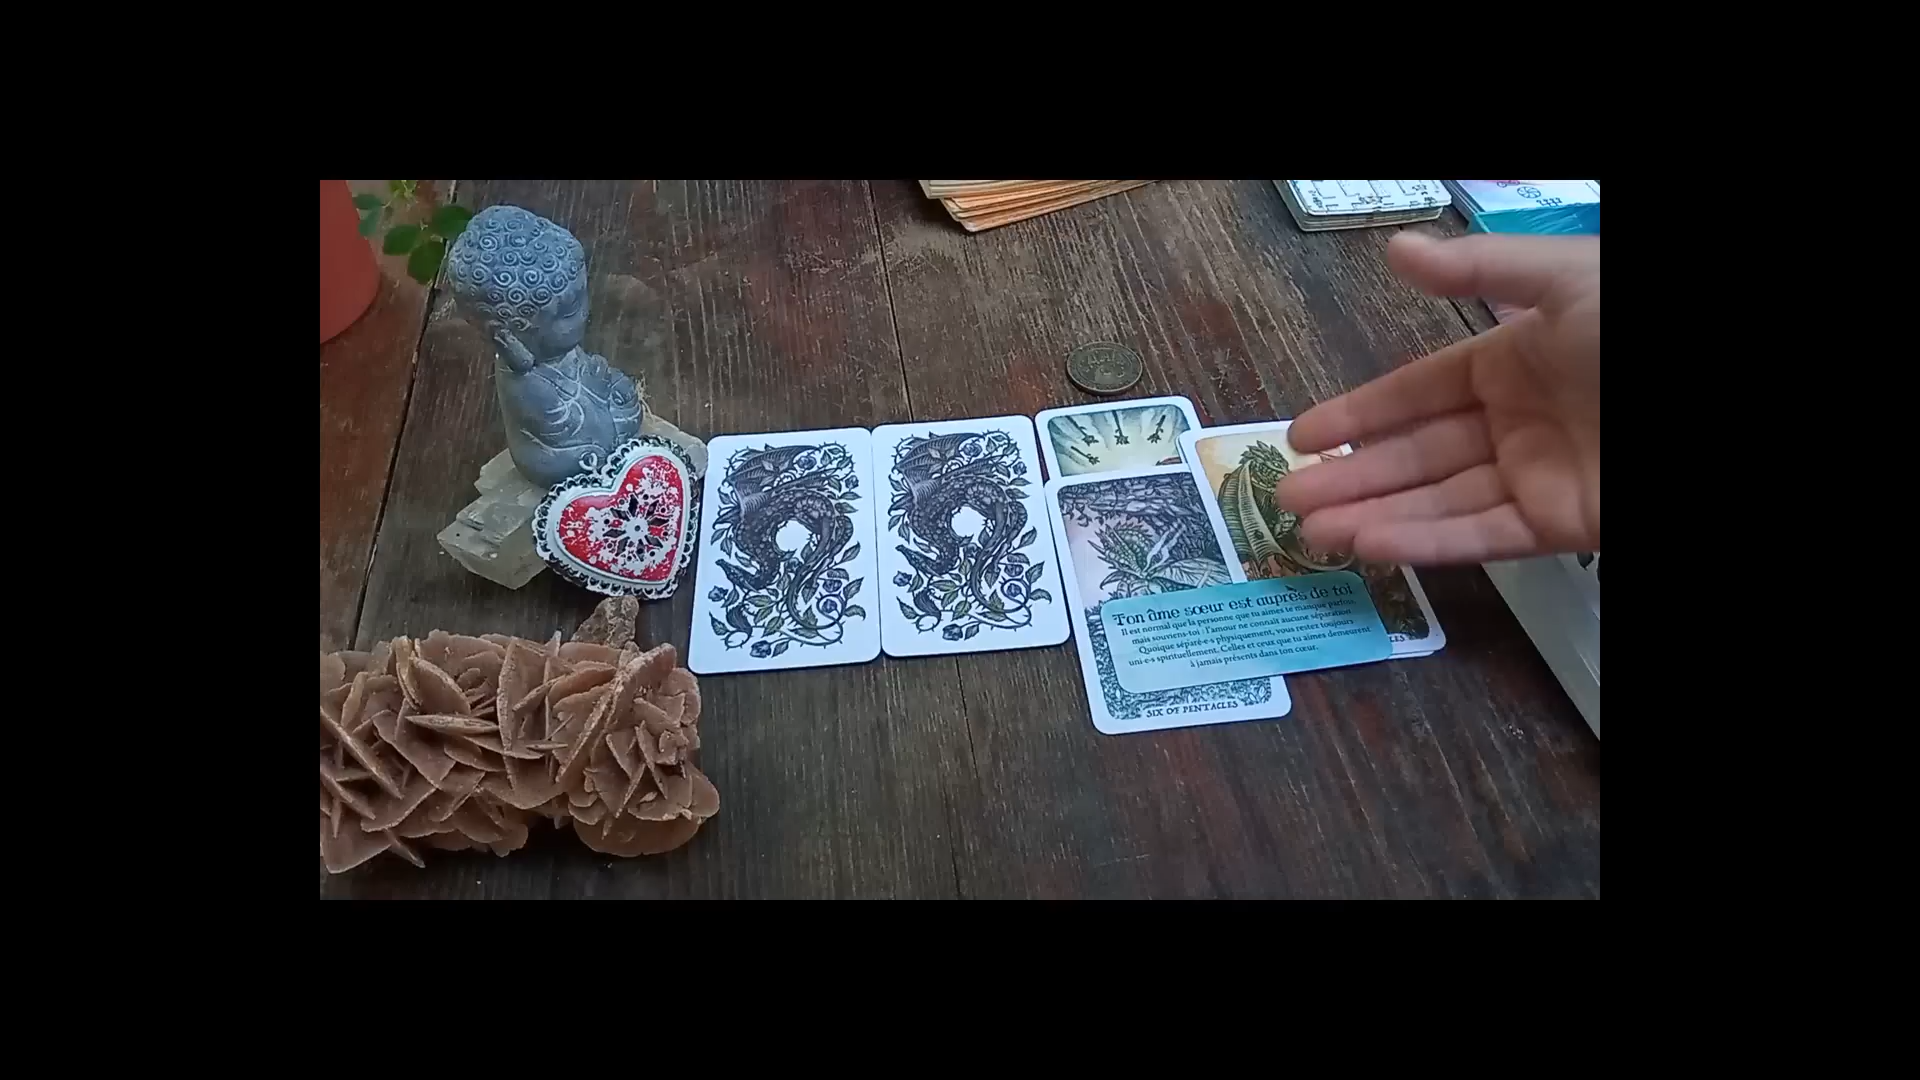 Ton âme sœur est auprès de toi
Il est normal que la personne que tu aimes te manque parfois,
mais souviens-toi : l'amour ne connaît aucune séparation.
Quoique séparé·e·s physiquement, vous restez toujours
uni·e·s spirituellement. Celles et ceux que tu aimes demeurent
à jamais présents dans ton cœur.
SIX OF PENTACLES